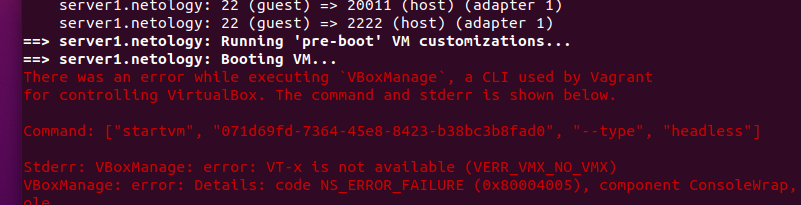 server1.netology: 22 (guest) => 20011 (host) (adapter 1)
server1.netology: 22 (guest) => 2222 (host) (adapter 1)
==> server1.netology: Running 'pre-boot' VM customizations...
==> server1.netology: Booting VM...
There was an error while executing `VBoxManage`, a CLI used by Vagrant
for controlling VirtualBox. The command and stderr is shown below.
Command: ["startvm", "071d69fd-7364-45e8-8423-b38bc3b8fad0", "--type", "headless"]
Stderr: VBoxManage: error: VT-x is not available (VERR_VMX_NO_VMX)
VBoxManage: error: Details: code NS_ERROR_FAILURE (0x80004005), component ConsoleWrap,
ole